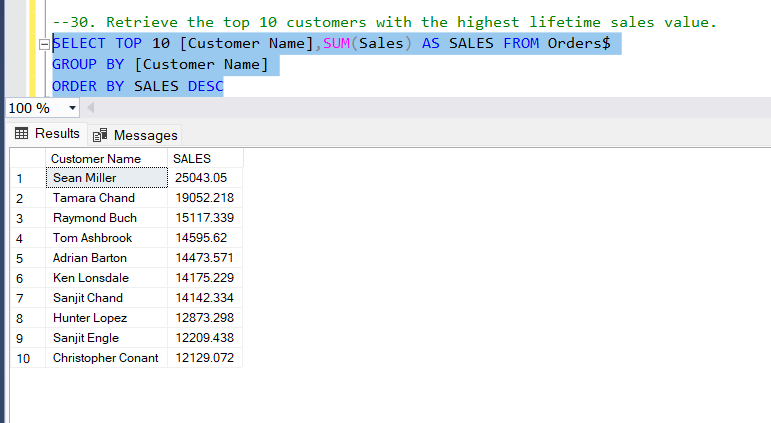 --30. Retrieve the top 10 customers with the highest lifetime sales value.
SELECT TOP 10 [Customer Name],SUM(Sales) AS SALES FROM Orders$
GROUP BY [Customer Name]
ORDER BY SALES DESC
100 %
Results Messages
Customer Name SALES
1 Sean Miller 25043.05
2 Tamara Chand 19052.218
3 Raymond Buch 15117.339
4 Tom Ashbrook 14595.62
5 Adrian Barton 14473.571
6 Ken Lonsdale 14175.229
7 Sanjit Chand 14142.334
8 Hunter Lopez 12873.298
9 Sanjit Engle 12209.438
10 Christopher Conant 12129.072